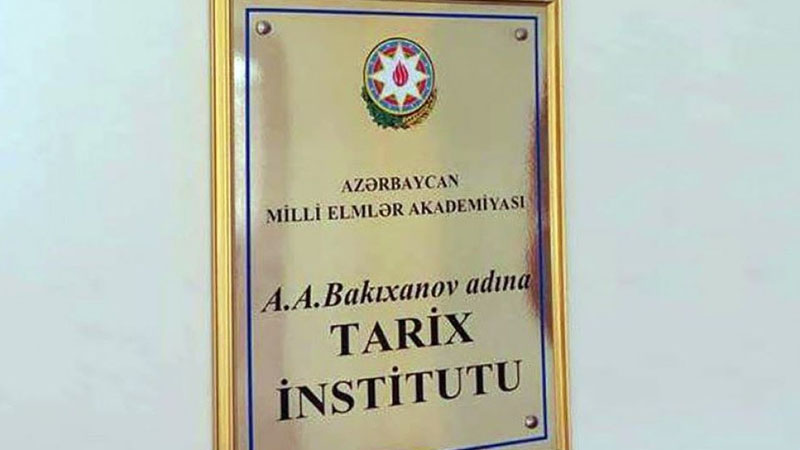 AZƏRBAYCAN
MİLLİ ELMLƏR AKADEMİYASI
A.A.Bakıxanov adına
TARİX
İNSTİTUTU